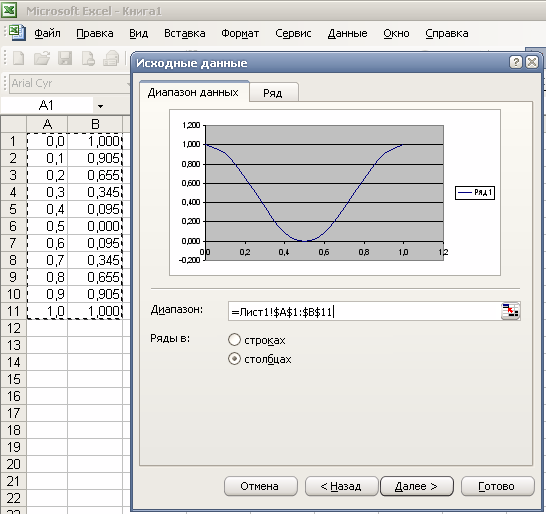 Microsoft Excel - Книга1
Файл Правка Вид Вставка Формат Сервис Данные Окно Справка
Arial Cyr
A1
Исходные данные
Диапазон данных Ряд
A B
1 0,0 1,000
2 0,1 0,905
3 0,2 0,655
4 0,3 0,345
5 0,4 0,095
6 0,5 0,000
7 0,6 0,095
8 0,7 0,345
9 0,8 0,655
10 0,9 0,905
11 1,0 1,000
12
13
14
15
16
17
18
19
20
21
22
1,200
1,000
0,800
0,600
0,400
0,200
0,000
-0,200
0,0 0,2 0,4 0,6 0,8 1,0 1,2
Ряд1
Диапазон: =Лист1!$A$1:$B$11
Ряды в: строках
столбцах
Отмена < Назад Далее > Готово